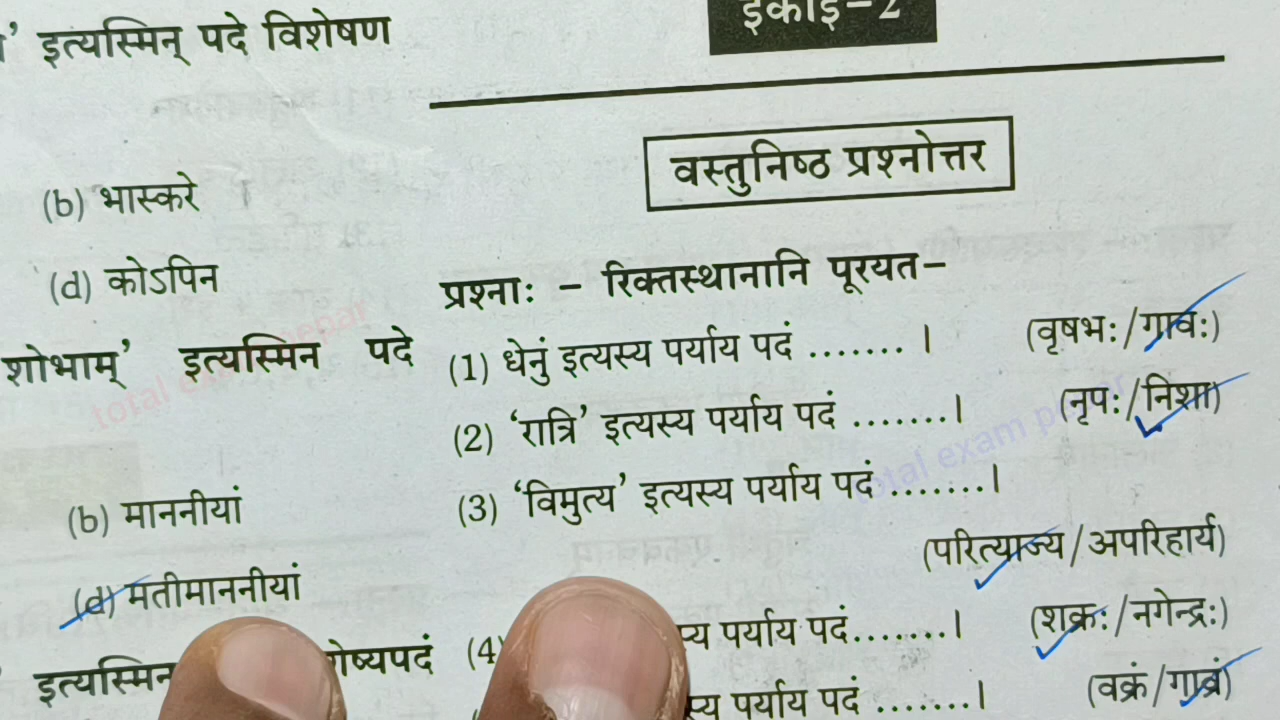 इत्यस्मिन् पदे विशेषण
(b) भास्करे
(d) कोऽपिन
शोभाम्' इत्यस्मिन पदे
(b) माननीयां
(d) मतीमाननीयां
इत्यस्मिन
इकाइ-2
वस्तुनिष्ठ प्रश्नोत्तर
प्रश्नाः – रिक्तस्थानानि पूरयत–
(1) धेनुं इत्यस्य पर्याय पदं ....... । (वृषभः/गावः)
(2) 'रात्रि' इत्यस्य पर्याय पदं .......। (नृपः/निशा)
(3) 'विमुत्य' इत्यस्य पर्याय पदं .......।
(परित्याज्य/अपरिहार्य)
(4) पर्याय पदं.......। (शक्रः/नगेन्द्रः)
पर्याय पदं .......। (वक्रं/गात्रं)